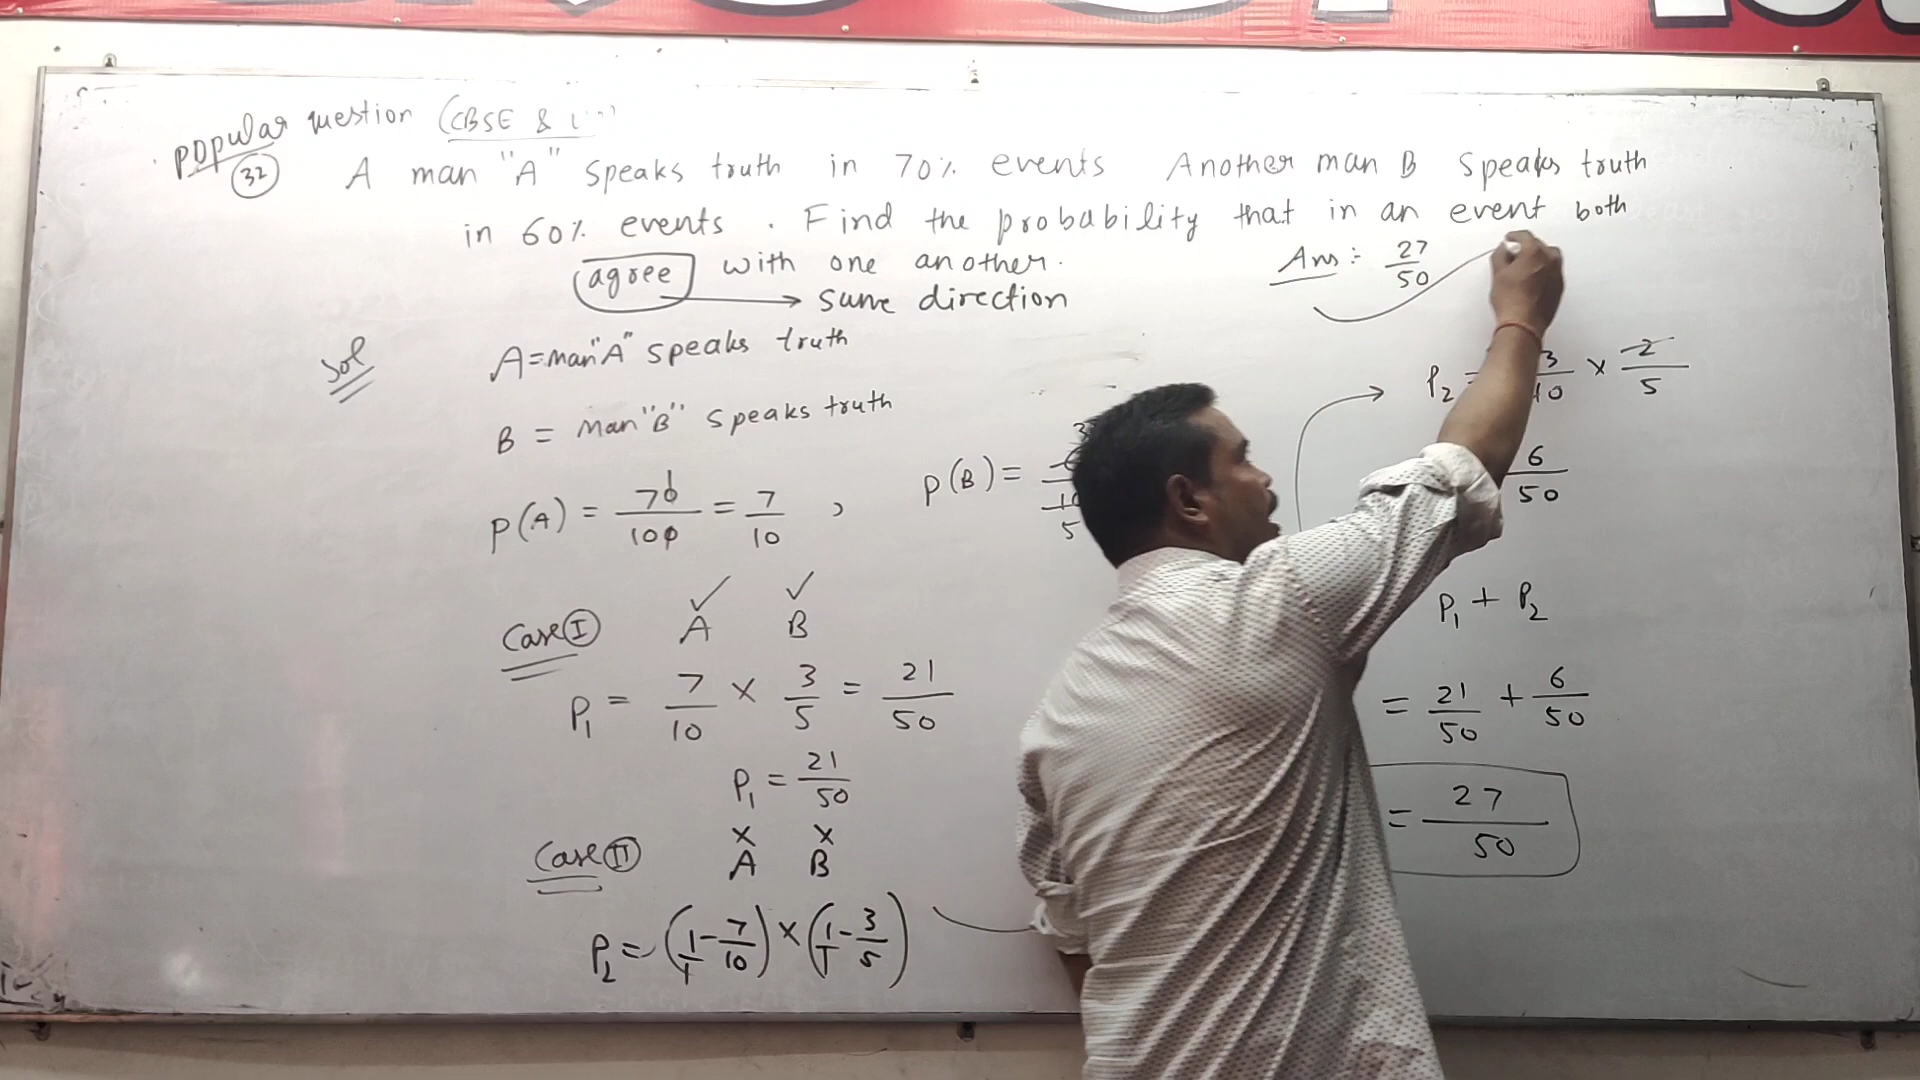 popular question (CBSE &
32 A man "A" speaks truth in 70% events Another man B speaks truth
in 60% events . Find the probability that in an event both
agree with one another.
→ same direction
Ans :- 27/50
Sol
A = man "A" speaks truth
B = man "B" speaks truth
P(A) = 70/100 = 7/10 , P(B) =
Case I ✓A ✓B
P₁ = 7/10 × 3/5 = 21/50
P₁ = 21/50
Case II ×A ×B
P₂ = (1/1 - 7/10) × (1/1 - 3/5)
→ P₂ = 3/10 × 2/5
6/50
P₁ + P₂
= 21/50 + 6/50
= 27/50